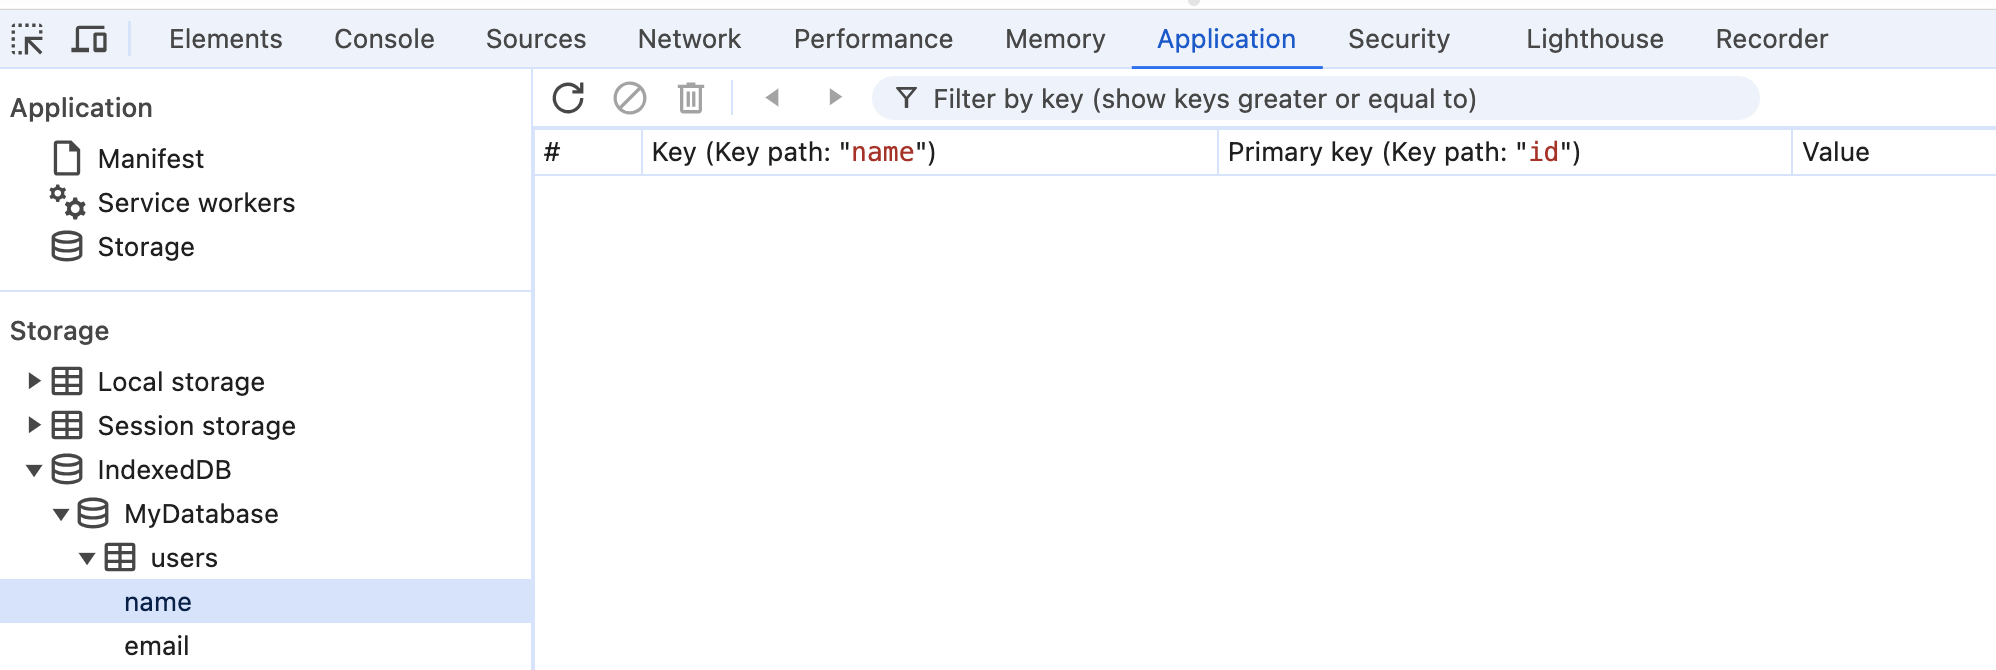 Elements Console Sources Network Performance Memory Application Security Lighthouse Recorder
Application
Manifest
Service workers
Storage
Storage
Local storage
Session storage
IndexedDB
MyDatabase
users
name
email
Filter by key (show keys greater or equal to)
# Key (Key path: "name") Primary key (Key path: "id") Value